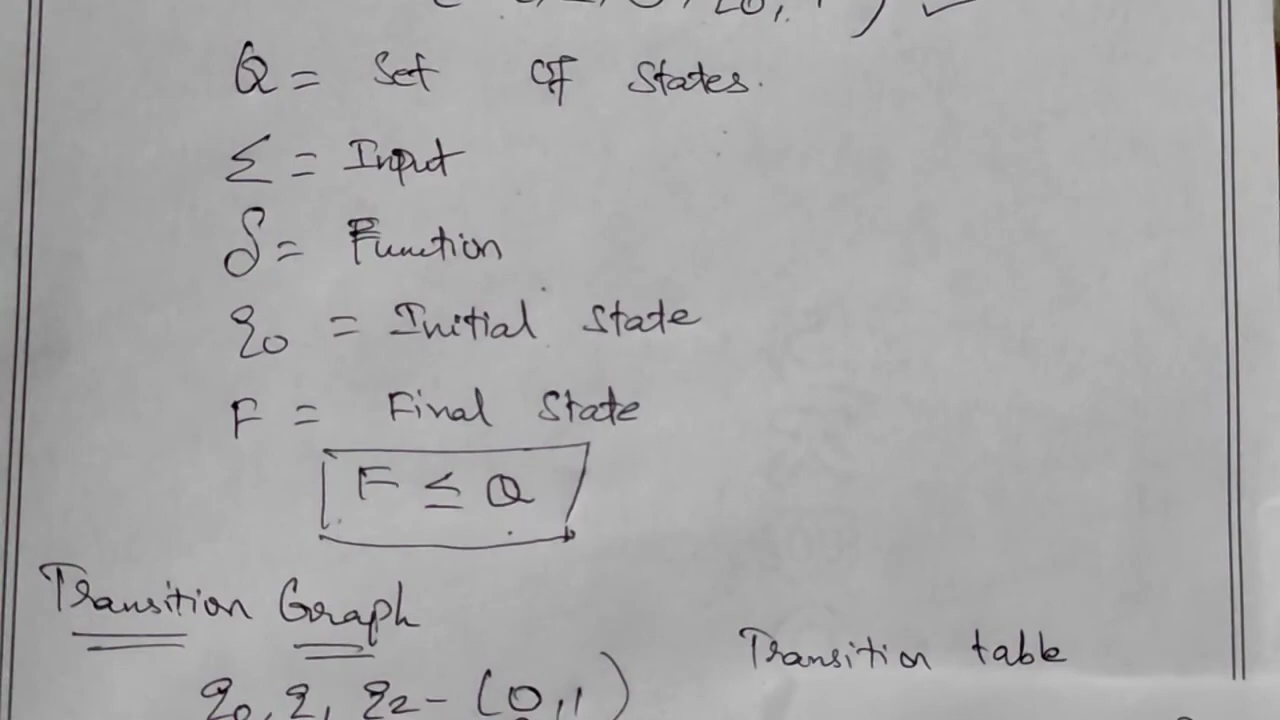 Q = Set Of States.
Σ = Input
δ = Function
q0 = Initial State
F = Final State
F ≤ Q
Transition Graph
Transition table
q0, q1 q2 - (0,1)